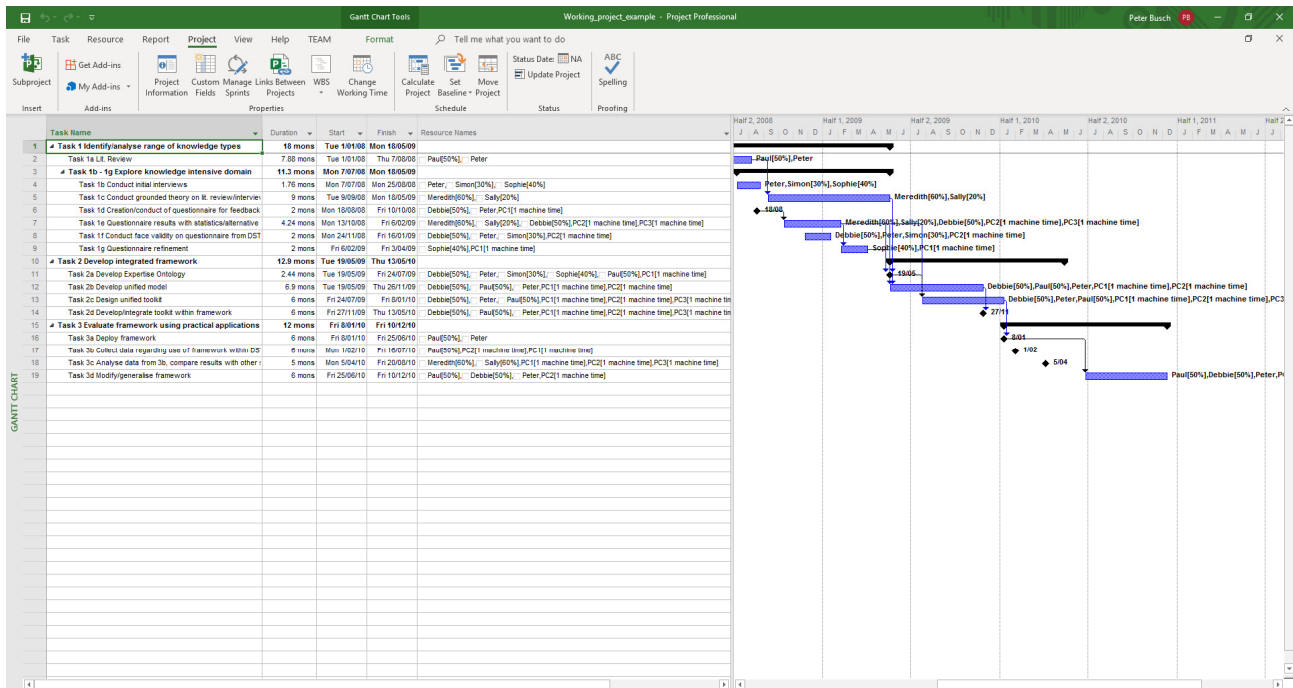 Gantt Chart Tools Working_project_example - Project Professional Peter Busch PB
File Task Resource Report Project View Help TEAM Format Tell me what you want to do
Subproject Get Add-ins My Add-ins Project Information Custom Fields Manage Sprints Links Between Projects WBS Change Working Time Calculate Project Set Baseline Move Project Status Date: NA Update Project ABC Spelling
Insert Add-ins Properties Schedule Status Proofing
Half 2, 2008 Half 1, 2009 Half 2, 2009 Half 1, 2010 Half 2, 2010 Half 1, 2011 Half 2
Task Name Duration Start Finish Resource Names J A S O N D J F M A M J J A S O N D J F M A M J J A S O N D J F M A M J J
1 Task 1 Identify/analyse range of knowledge types 18 mons Tue 1/01/08 Mon 18/05/09
2 Task 1a Lit. Review 7.88 mons Tue 1/01/08 Thu 7/08/08 Paul[50%], Peter Paul[50%],Peter
3 Task 1b - 1g Explore knowledge intensive domain 11.3 mons Mon 7/07/08 Mon 18/05/09
4 Task 1b Conduct initial interviews 1.76 mons Mon 7/07/08 Mon 25/08/08 Peter, Simon[30%], Sophie[40%] Peter,Simon[30%],Sophie[40%]
5 Task 1c Conduct grounded theory on lit. review/interview 9 mons Tue 9/09/08 Mon 18/05/09 Meredith[60%], Sally[20%] Meredith[60%],Sally[20%]
6 Task 1d Creation/conduct of questionnaire for feedback 2 mons Mon 18/08/08 Fri 10/10/08 Debbie[50%], Peter,PC1[1 machine time] 18/08
7 Task 1e Questionnaire results with statistics/alternative 4.24 mons Mon 13/10/08 Fri 6/02/09 Meredith[60%], Sally[20%], Debbie[50%],PC2[1 machine time],PC3[1 machine time] Meredith[60%],Sally[20%],Debbie[50%],PC2[1 machine time],PC3[1 machine time]
8 Task 1f Conduct face validity on questionnaire from DST 2 mons Mon 24/11/08 Fri 16/01/09 Debbie[50%], Peter, Simon[30%],PC2[1 machine time] Debbie[50%],Peter,Simon[30%],PC2[1 machine time]
9 Task 1g Questionnaire refinement 2 mons Fri 6/02/09 Fri 3/04/09 Sophie[40%],PC1[1 machine time] Sophie[40%],PC1[1 machine time]
10 Task 2 Develop integrated framework 12.9 mons Tue 19/05/09 Thu 13/05/10
11 Task 2a Develop Expertise Ontology 2.44 mons Tue 19/05/09 Fri 24/07/09 Debbie[50%], Peter, Simon[30%], Sophie[40%], Paul[50%],PC1[1 machine time] 19/05
12 Task 2b Develop unified model 6.9 mons Tue 19/05/09 Thu 26/11/09 Debbie[50%], Paul[50%], Peter,PC1[1 machine time],PC2[1 machine time] Debbie[50%],Paul[50%],Peter,PC1[1 machine time],PC2[1 machine time]
13 Task 2c Design unified toolkit 6 mons Fri 24/07/09 Fri 8/01/10 Debbie[50%], Peter, Paul[50%],PC1[1 machine time],PC2[1 machine time],PC3[1 machine tin Debbie[50%],Peter,Paul[50%],PC1[1 machine time],PC2[1 machine time],PC3
14 Task 2d Develop/integrate toolkit within framework 6 mons Fri 27/11/09 Thu 13/05/10 Debbie[50%], Paul[50%], Peter,PC1[1 machine time],PC2[1 machine time],PC3[1 machine tin 27/11
15 Task 3 Evaluate framework using practical applications 12 mons Fri 8/01/10 Fri 10/12/10
16 Task 3a Deploy framework 6 mons Fri 8/01/10 Fri 25/06/10 Paul[50%], Peter 8/01
17 Task 3b Collect data regarding use of framework within DS 6 mons Mon 1/02/10 Fri 16/07/10 Paul[50%],PC2[1 machine time],PC1[1 machine time] 1/02
18 Task 3c Analyse data from 3b, compare results with other 5 mons Mon 5/04/10 Fri 20/08/10 Meredith[60%], Sally[60%],PC1[1 machine time],PC2[1 machine time],PC3[1 machine time] 5/04
19 Task 3d Modify/generalise framework 6 mons Fri 25/06/10 Fri 10/12/10 Paul[50%], Debbie[50%], Peter,PC2[1 machine time] Paul[50%],Debbie[50%],Peter,P
GANTT CHART